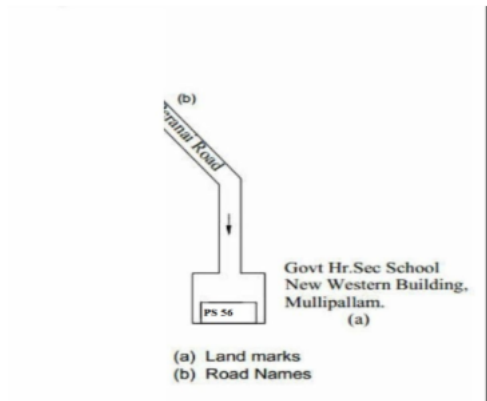 (b)
Road
Govt Hr.Sec School
New Western Building,
Mullipallam.
(a)
PS 56
(a) Land marks
(b) Road Names